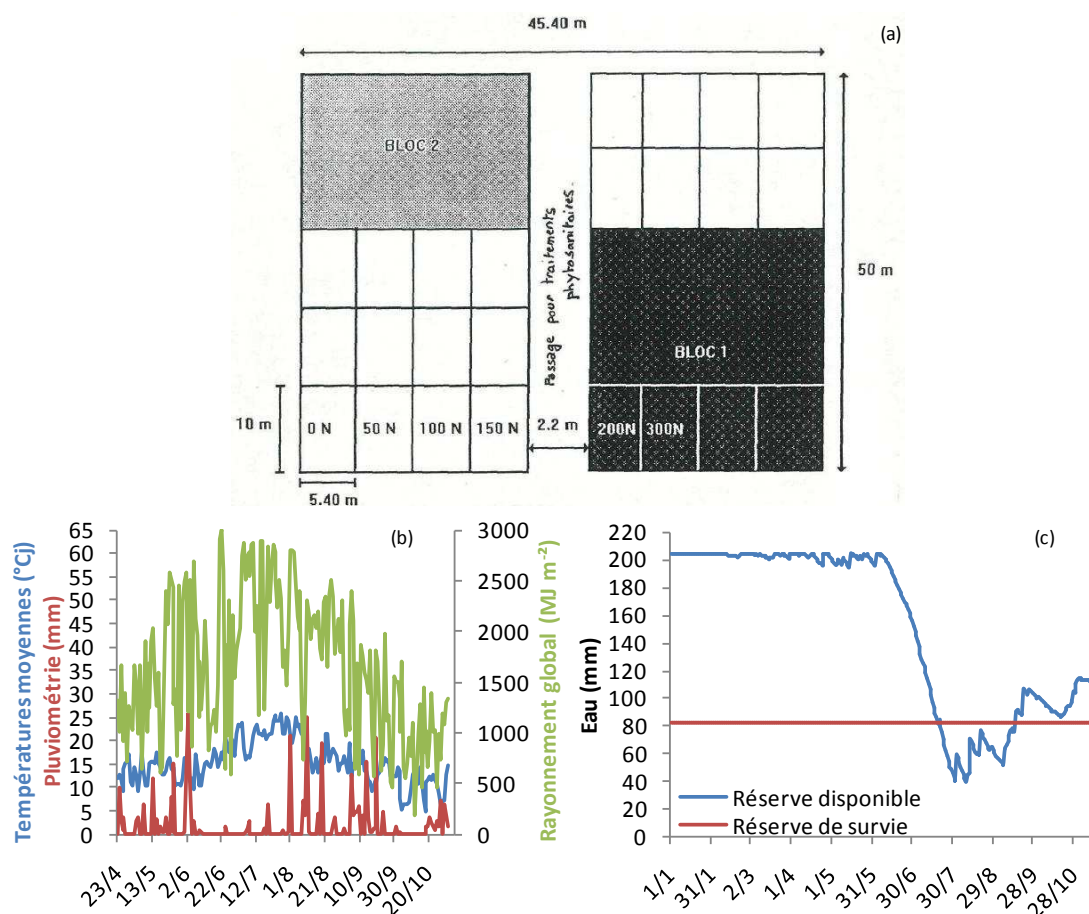 45.40 m
(a)
BLOC 2
Passage pour traitements
phytosanitaires.
50 m
BLOC 1
10 m
0 N
50 N
100 N
150 N
2.2 m
200N
300N
5.40 m
(b)
Températures moyennes (°Cj)
Pluviométrie (mm)
65
60
55
50
45
40
35
30
25
20
15
10
5
0
3000
2500
2000
1500
1000
500
0
Rayonnement global (MJ m⁻²)
23/4
13/5
2/6
22/6
12/7
1/8
21/8
10/9
30/9
20/10
(c)
Eau (mm)
220
200
180
160
140
120
100
80
60
40
20
0
Réserve disponible
Réserve de survie
1/1
31/1
2/3
1/4
1/5
31/5
30/6
30/7
29/8
28/9
28/10